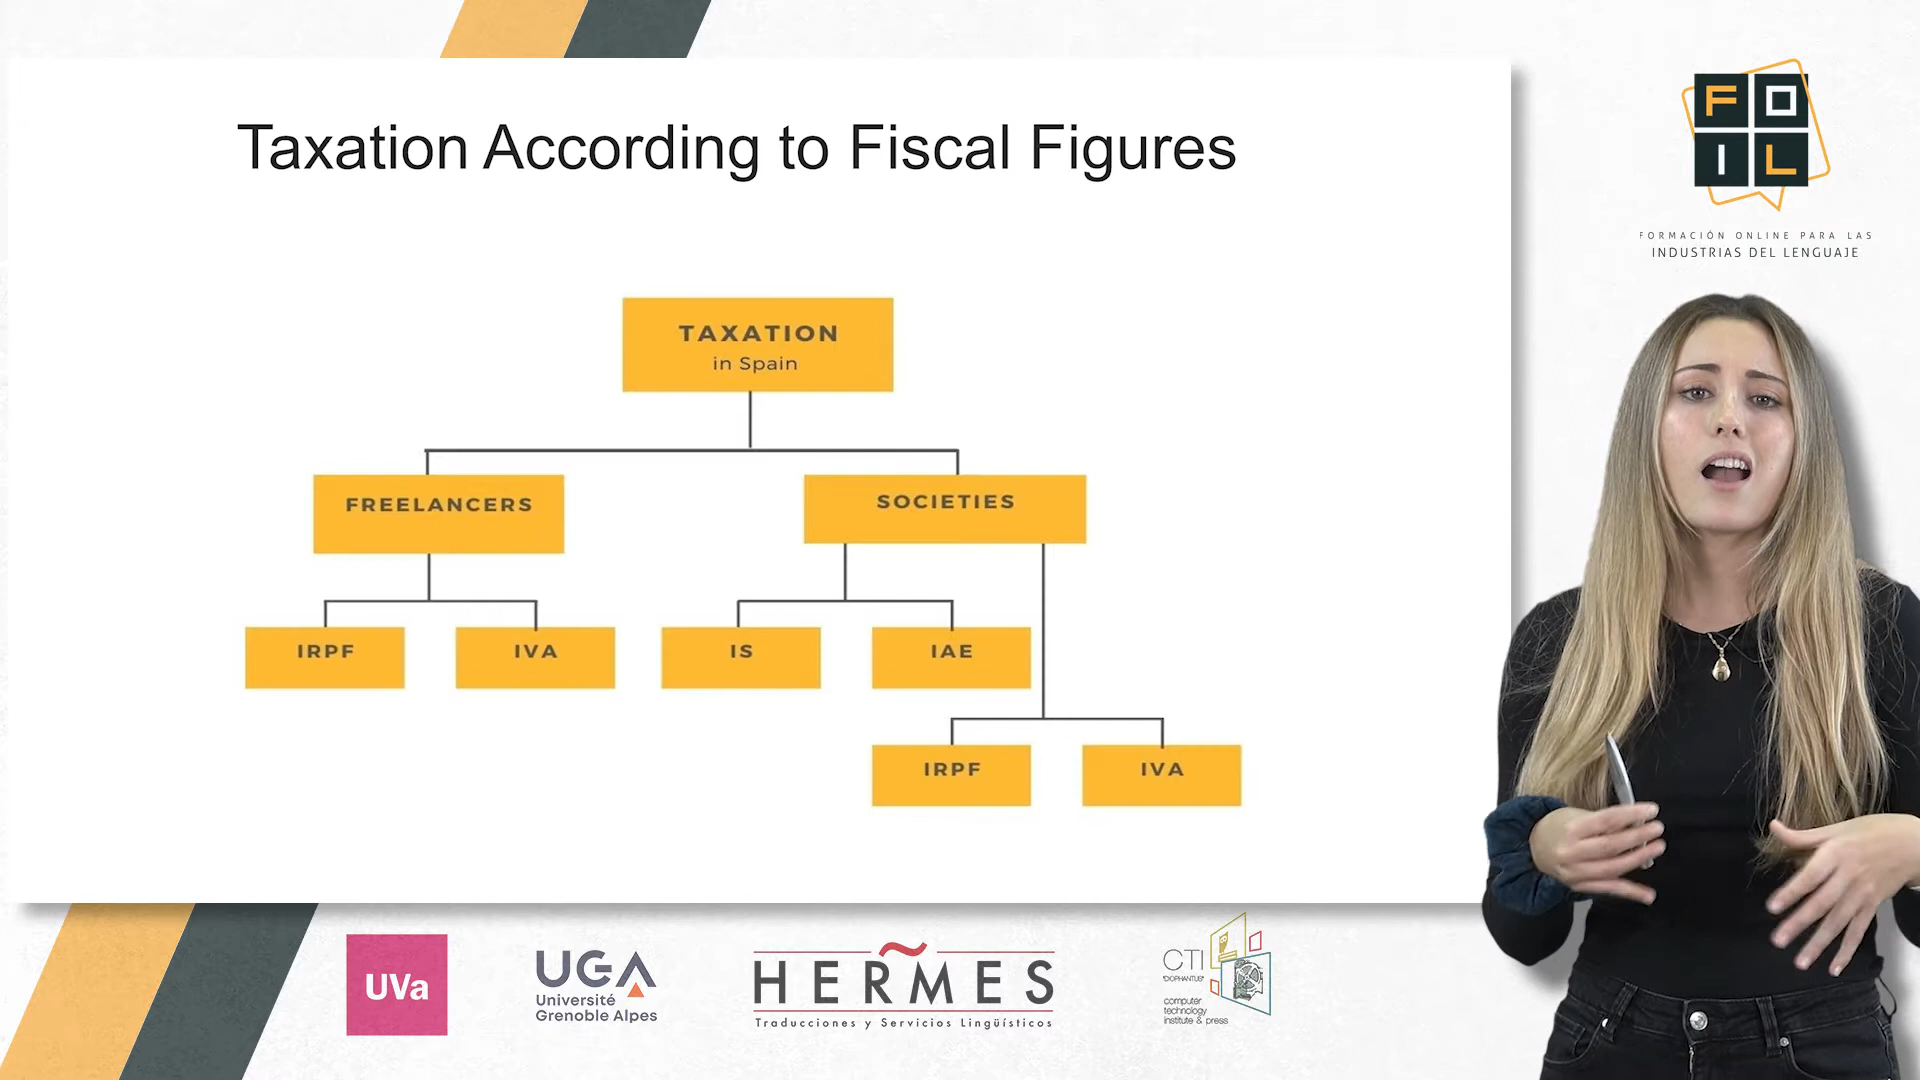 Taxation According to Fiscal Figures
TAXATION
in Spain
FREELANCERS
SOCIETIES
IRPF
IVA
IS
IAE
IRPF
IVA
F O
I L
FORMACIÓN ONLINE PARA LAS
INDUSTRIAS DEL LENGUAJE
UVa
UGA
Université
Grenoble Alpes
HERMES
Traducciones y Servicios Lingüísticos
CTI
"DIOPHANTUS"
computer
technology
institute & press